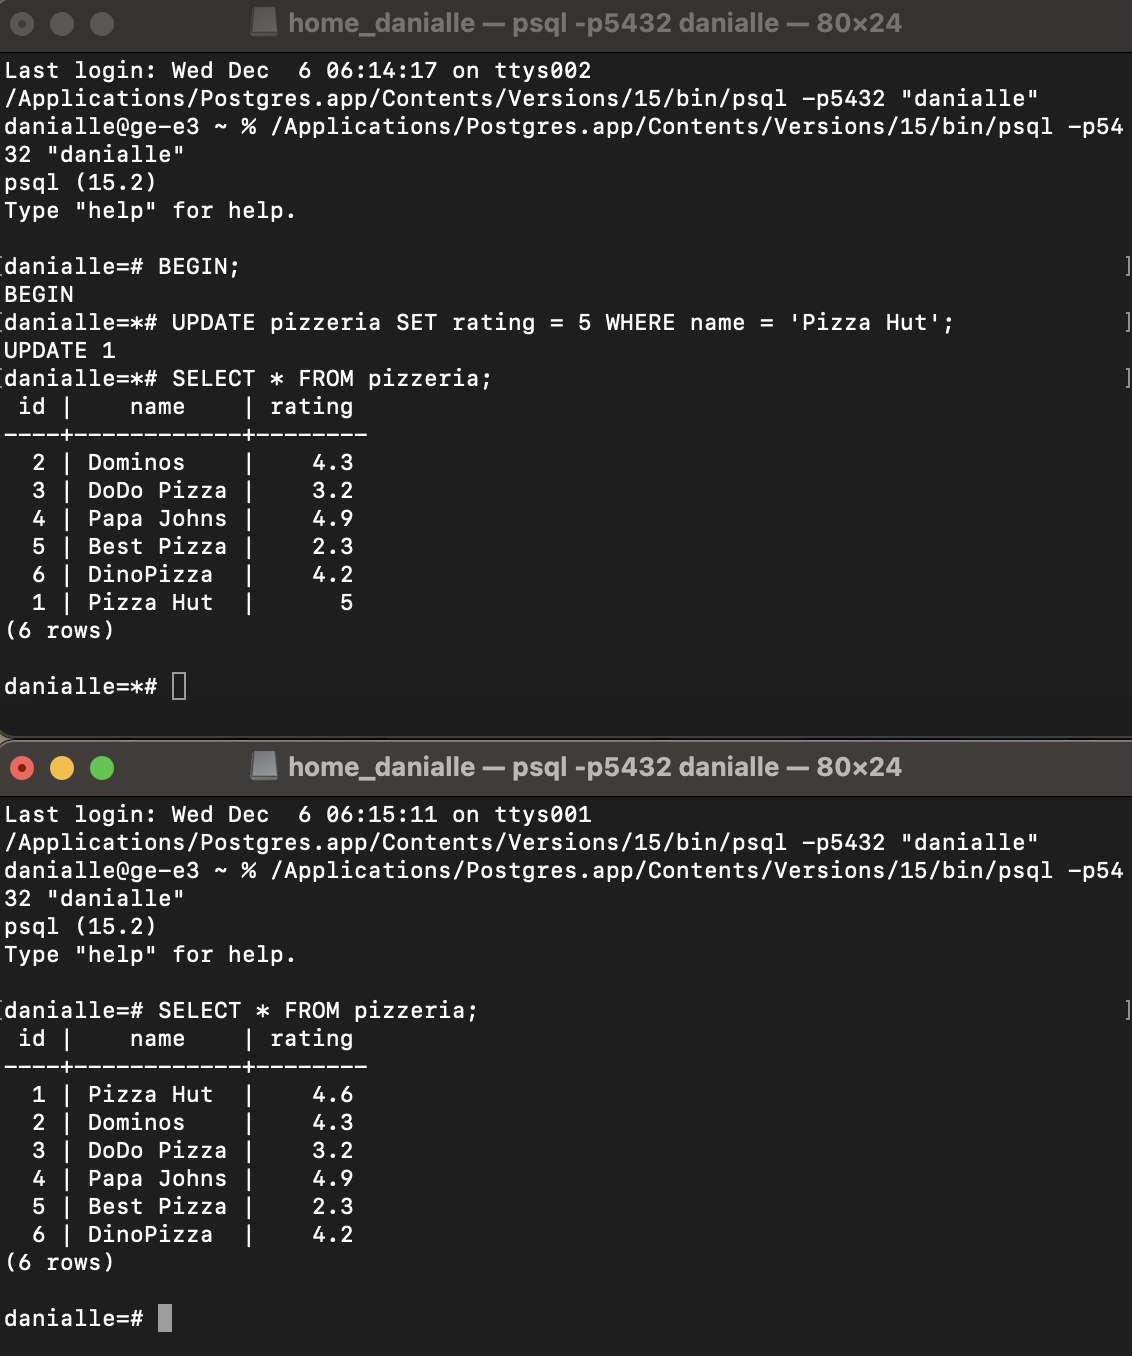 home_danialle — psql -p5432 danialle — 80×24
Last login: Wed Dec  6 06:14:17 on ttys002
/Applications/Postgres.app/Contents/Versions/15/bin/psql -p5432 "danialle"
danialle@ge-e3 ~ % /Applications/Postgres.app/Contents/Versions/15/bin/psql -p54
32 "danialle"
psql (15.2)
Type "help" for help.
[danialle=# BEGIN; ]
BEGIN
[danialle=*# UPDATE pizzeria SET rating = 5 WHERE name = 'Pizza Hut'; ]
UPDATE 1
[danialle=*# SELECT * FROM pizzeria; ]
 id |    name    | rating
----+------------+--------
  2 | Dominos    |    4.3
  3 | DoDo Pizza |    3.2
  4 | Papa Johns |    4.9
  5 | Best Pizza |    2.3
  6 | DinoPizza  |    4.2
  1 | Pizza Hut  |      5
(6 rows)
danialle=*#
home_danialle — psql -p5432 danialle — 80×24
Last login: Wed Dec  6 06:15:11 on ttys001
/Applications/Postgres.app/Contents/Versions/15/bin/psql -p5432 "danialle"
danialle@ge-e3 ~ % /Applications/Postgres.app/Contents/Versions/15/bin/psql -p54
32 "danialle"
psql (15.2)
Type "help" for help.
[danialle=# SELECT * FROM pizzeria; ]
 id |    name    | rating
----+------------+--------
  1 | Pizza Hut  |    4.6
  2 | Dominos    |    4.3
  3 | DoDo Pizza |    3.2
  4 | Papa Johns |    4.9
  5 | Best Pizza |    2.3
  6 | DinoPizza  |    4.2
(6 rows)
danialle=#